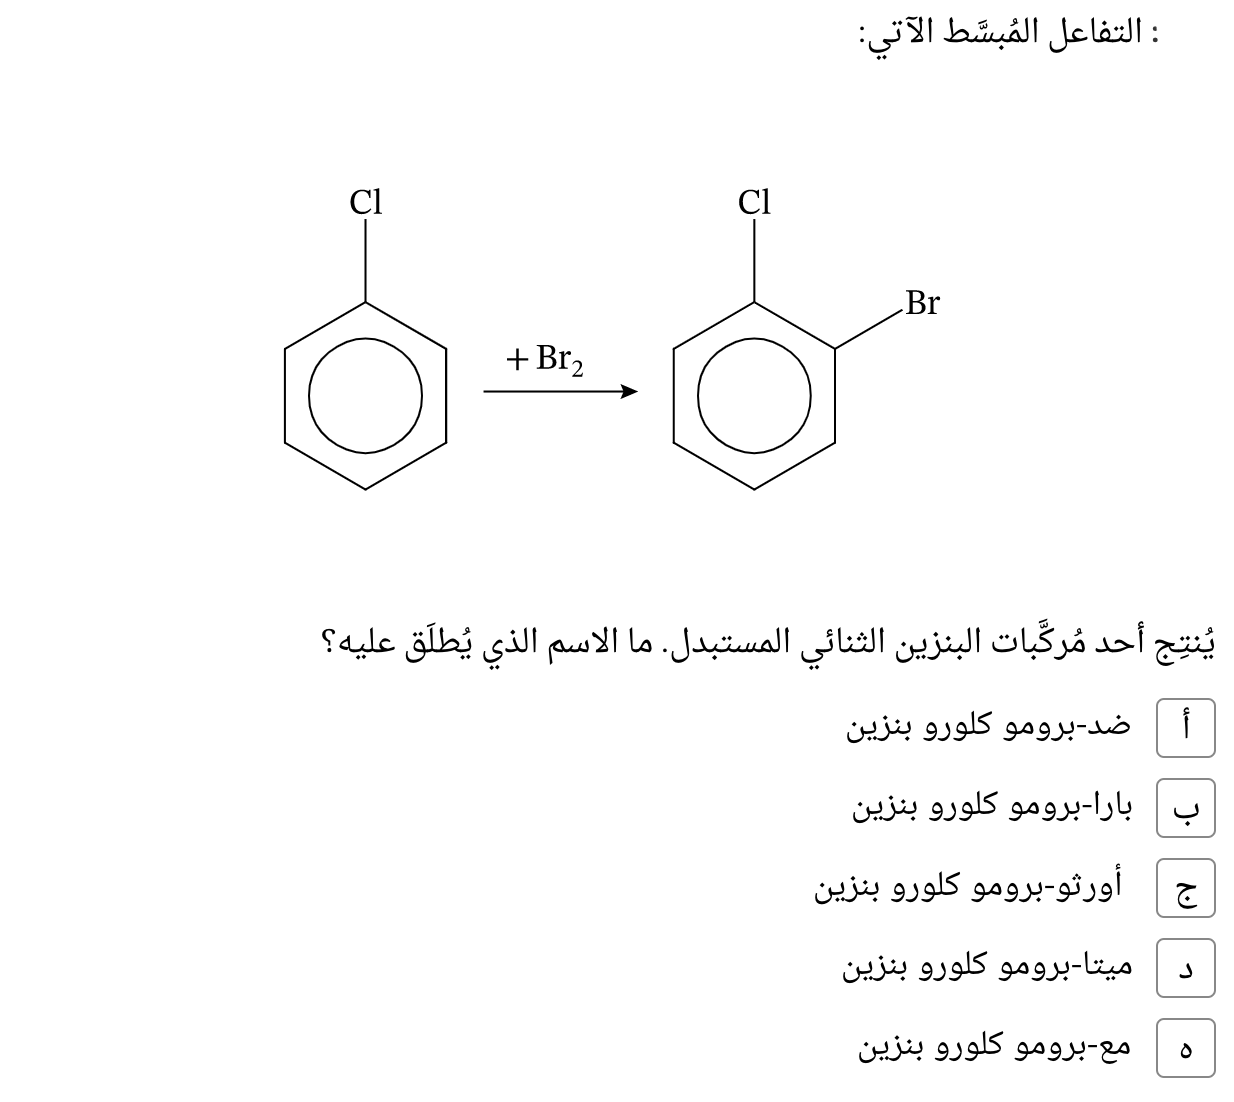 : التفاعل المُبسَّط الآتي:
Cl
Cl
Br
+ Br₂
يُنتِج أحد مُركَّبات البنزين الثنائي المستبدل. ما الاسم الذي يُطلَق عليه؟
أ ضد-برومو كلورو بنزين
ب بارا-برومو كلورو بنزين
ج أورثو-برومو كلورو بنزين
د ميتا-برومو كلورو بنزين
ه مع-برومو كلورو بنزين